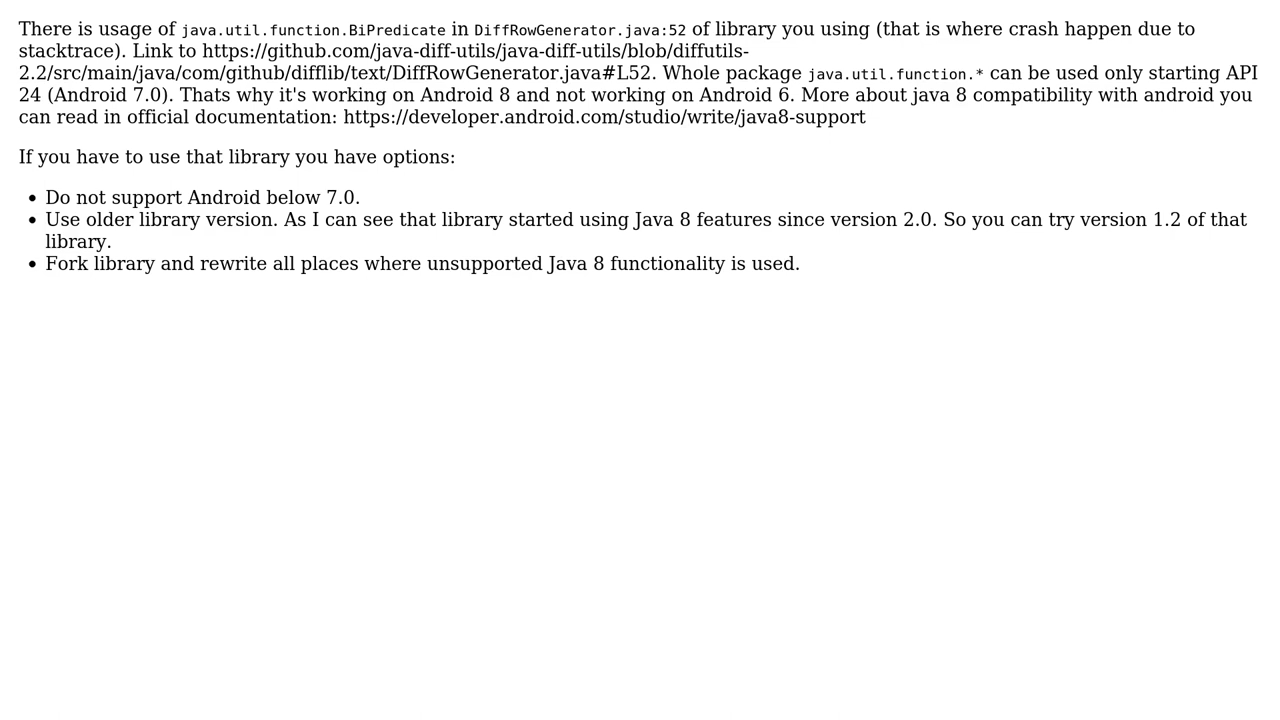 There is usage of java.util.function.BiPredicate in DiffRowGenerator.java:52 of library you using (that is where crash happen due to
stacktrace). Link to https://github.com/java-diff-utils/java-diff-utils/blob/diffutils-
2.2/src/main/java/com/github/difflib/text/DiffRowGenerator.java#L52. Whole package java.util.function.* can be used only starting API
24 (Android 7.0). Thats why it's working on Android 8 and not working on Android 6. More about java 8 compatibility with android you
can read in official documentation: https://developer.android.com/studio/write/java8-support
If you have to use that library you have options:
• Do not support Android below 7.0.
• Use older library version. As I can see that library started using Java 8 features since version 2.0. So you can try version 1.2 of that
library.
• Fork library and rewrite all places where unsupported Java 8 functionality is used.